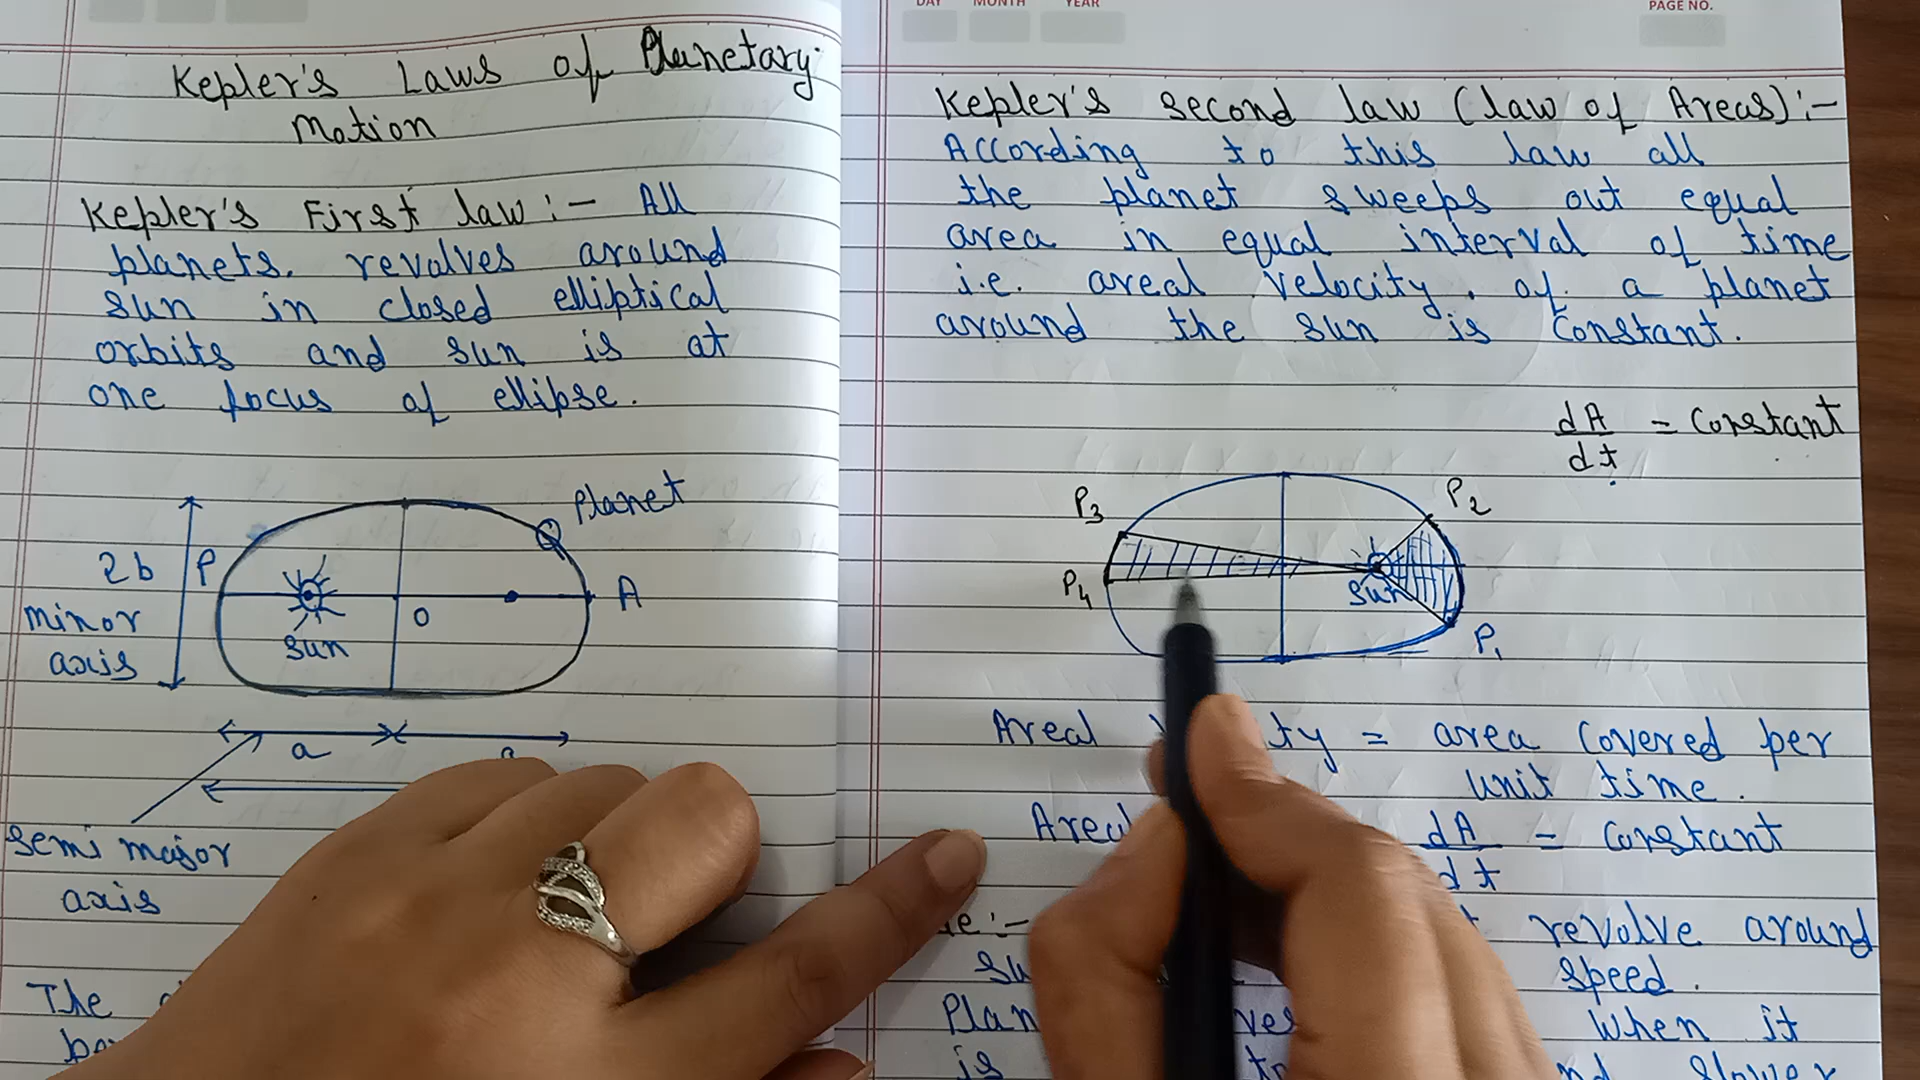 Kepler's Laws of Planetary
Motion
Kepler's First law :- All
planets. revolves around
sun in closed elliptical
orbits and sun is at
one focus of ellipse.
Planet
2b
P
A
O
sun
minor
axis
a
semi major
axis
The
DAY MONTH YEAR
PAGE NO.
Kepler's second law (law of Areas) :-
According to this law all
the planet sweeps out equal
area in equal interval of time
i.e. areal velocity. of a planet
around the sun is constant.
dA
dt
= constant
P3
P2
P4
sun
P1
Areal = area covered per
unit time.
dA
dt
= constant
revolve around
speed.
when it
is
slower